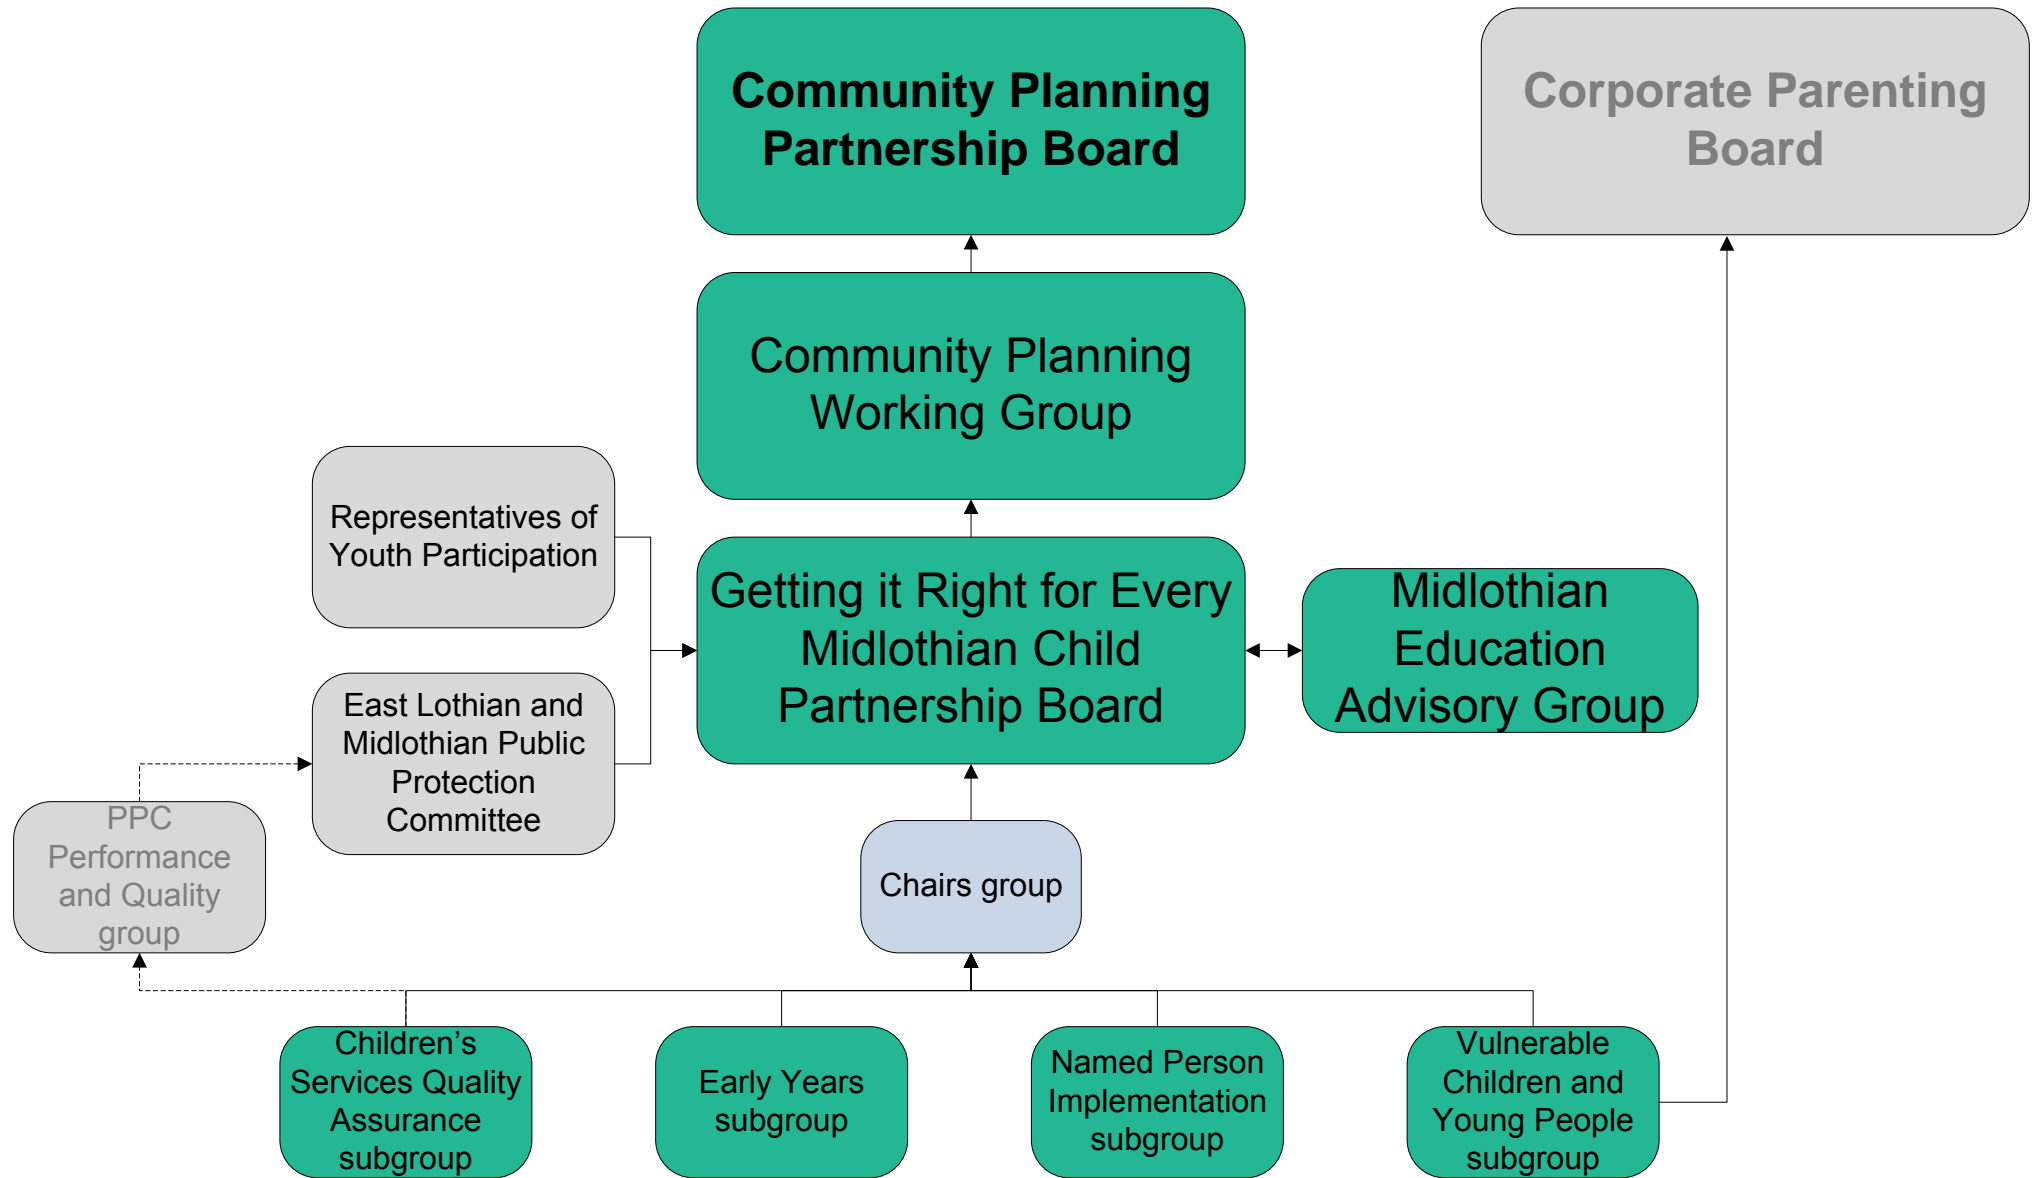 Community Planning
Partnership Board
Corporate Parenting
Board
Community Planning
Working Group
Representatives of
Youth Participation
Getting it Right for Every
Midlothian Child
Partnership Board
Midlothian
Education
Advisory Group
East Lothian and
Midlothian Public
Protection
Committee
PPC
Performance
and Quality
group
Chairs group
Children’s
Services Quality
Assurance
subgroup
Early Years
subgroup
Named Person
Implementation
subgroup
Vulnerable
Children and
Young People
subgroup